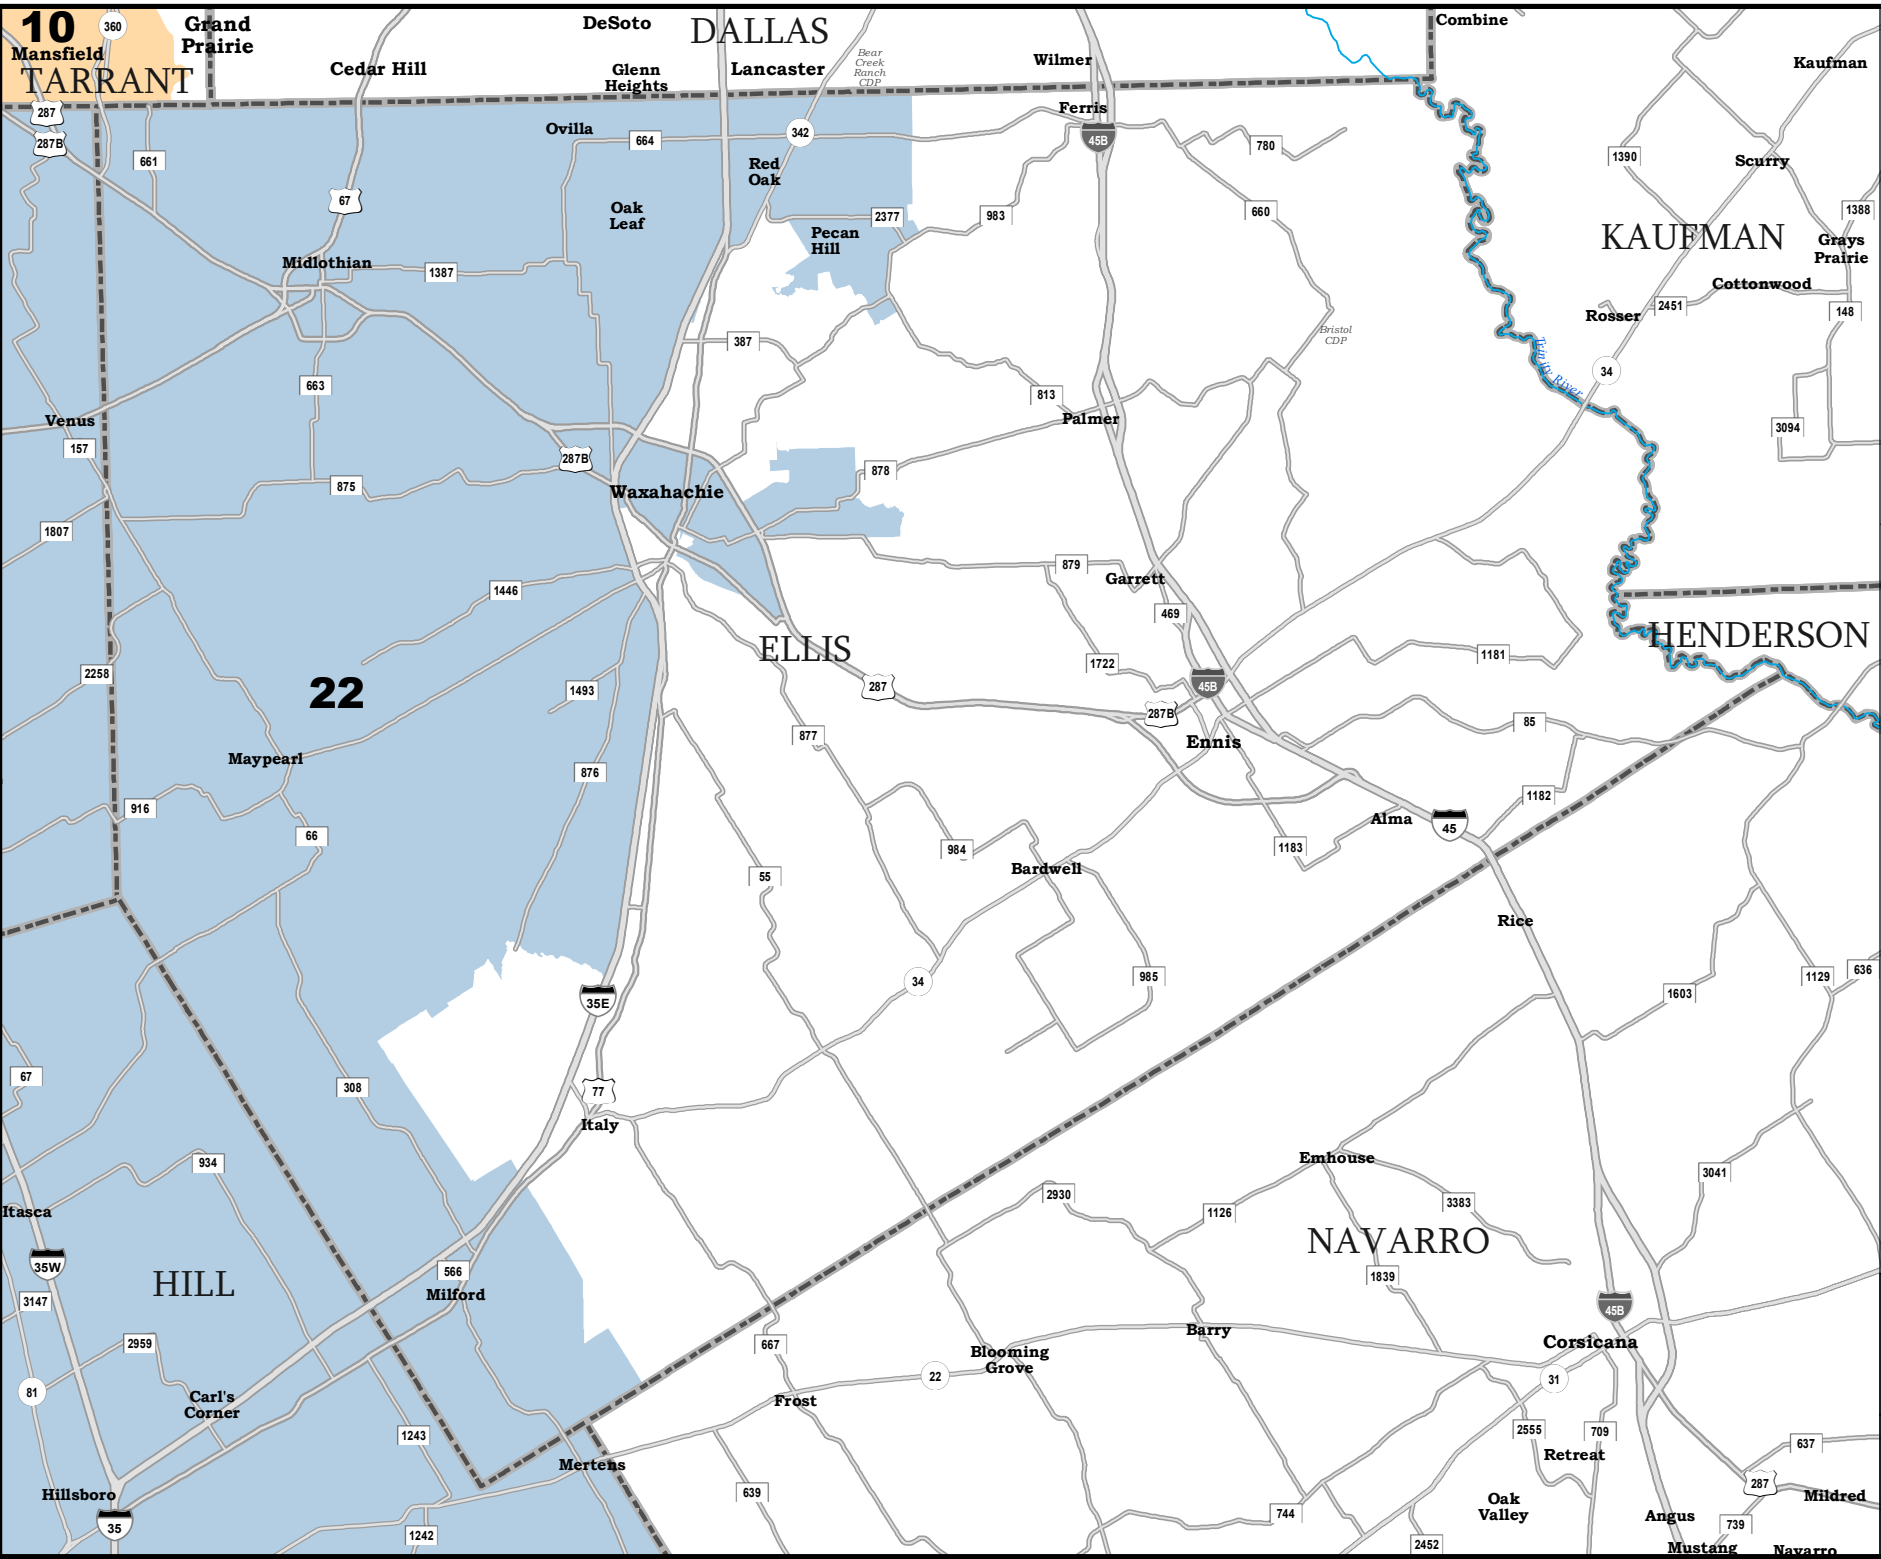 10
360
Grand
Prairie
DeSoto
DALLAS
Combine
Mansfield
TARRANT
Cedar Hill
Glenn
Heights
Lancaster
Bear
Creek
Ranch
CDP
Wilmer
Kaufman
287
287B
661
Ovilla
664
342
Ferris
45B
780
1390
Scurry
67
Red
Oak
Oak
Leaf
2377
983
660
1388
Pecan
Hill
KAUFMAN
Grays
Prairie
Midlothian
1387
Cottonwood
Rosser
2451
148
387
Bristol
CDP
Trinity River
34
663
813
Palmer
Venus
157
3094
287B
878
875
Waxahachie
1807
879
Garrett
1446
469
ELLIS
HENDERSON
2258
22
1493
287
1722
45B
1181
287B
877
Ennis
85
Maypearl
876
916
66
1182
Alma
45
984
1183
55
Bardwell
Rice
34
985
1603
1129
636
35E
67
308
77
Italy
934
Emhouse
3041
Itasca
2930
1126
3383
35W
HILL
566
NAVARRO
1839
3147
Milford
45B
2959
667
Barry
Corsicana
Blooming
Grove
22
31
81
Carl's
Corner
Frost
1243
2555
709
637
Mertens
Retreat
Hillsboro
639
287
Mildred
35
1242
744
Oak
Valley
Angus
739
2452
Mustang
Navarro